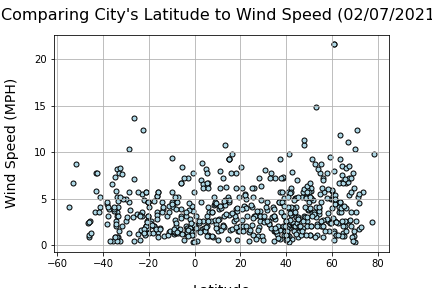 Comparing City's Latitude to Wind Speed (02/07/2021
Wind Speed (MPH)
20
15
10
5
0
−60 −40 −20 0 20 40 60 80
Latitude